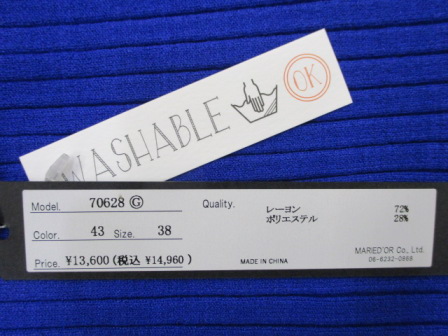 WASHABLE OK
Model. 70628 Ⓖ Quality. レーヨン 72%
ポリエステル 28%
Color. 43 Size. 38
MARIED'OR Co., Ltd.
06-6232-0888
Price. ¥13,600 (税込 ¥14,960) MADE IN CHINA